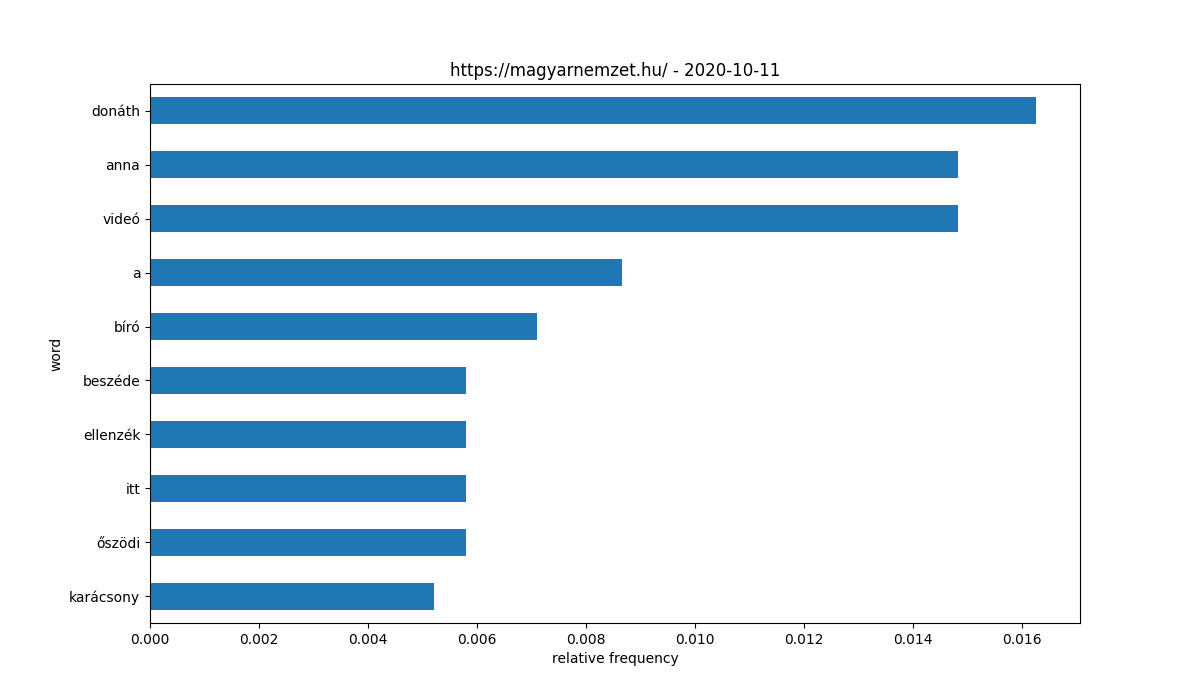 https://magyarnemzet.hu/ - 2020-10-11
donáth
anna
videó
a
bíró
beszéde
ellenzék
itt
őszödi
karácsony
word
0.000 0.002 0.004 0.006 0.008 0.010 0.012 0.014 0.016
relative frequency